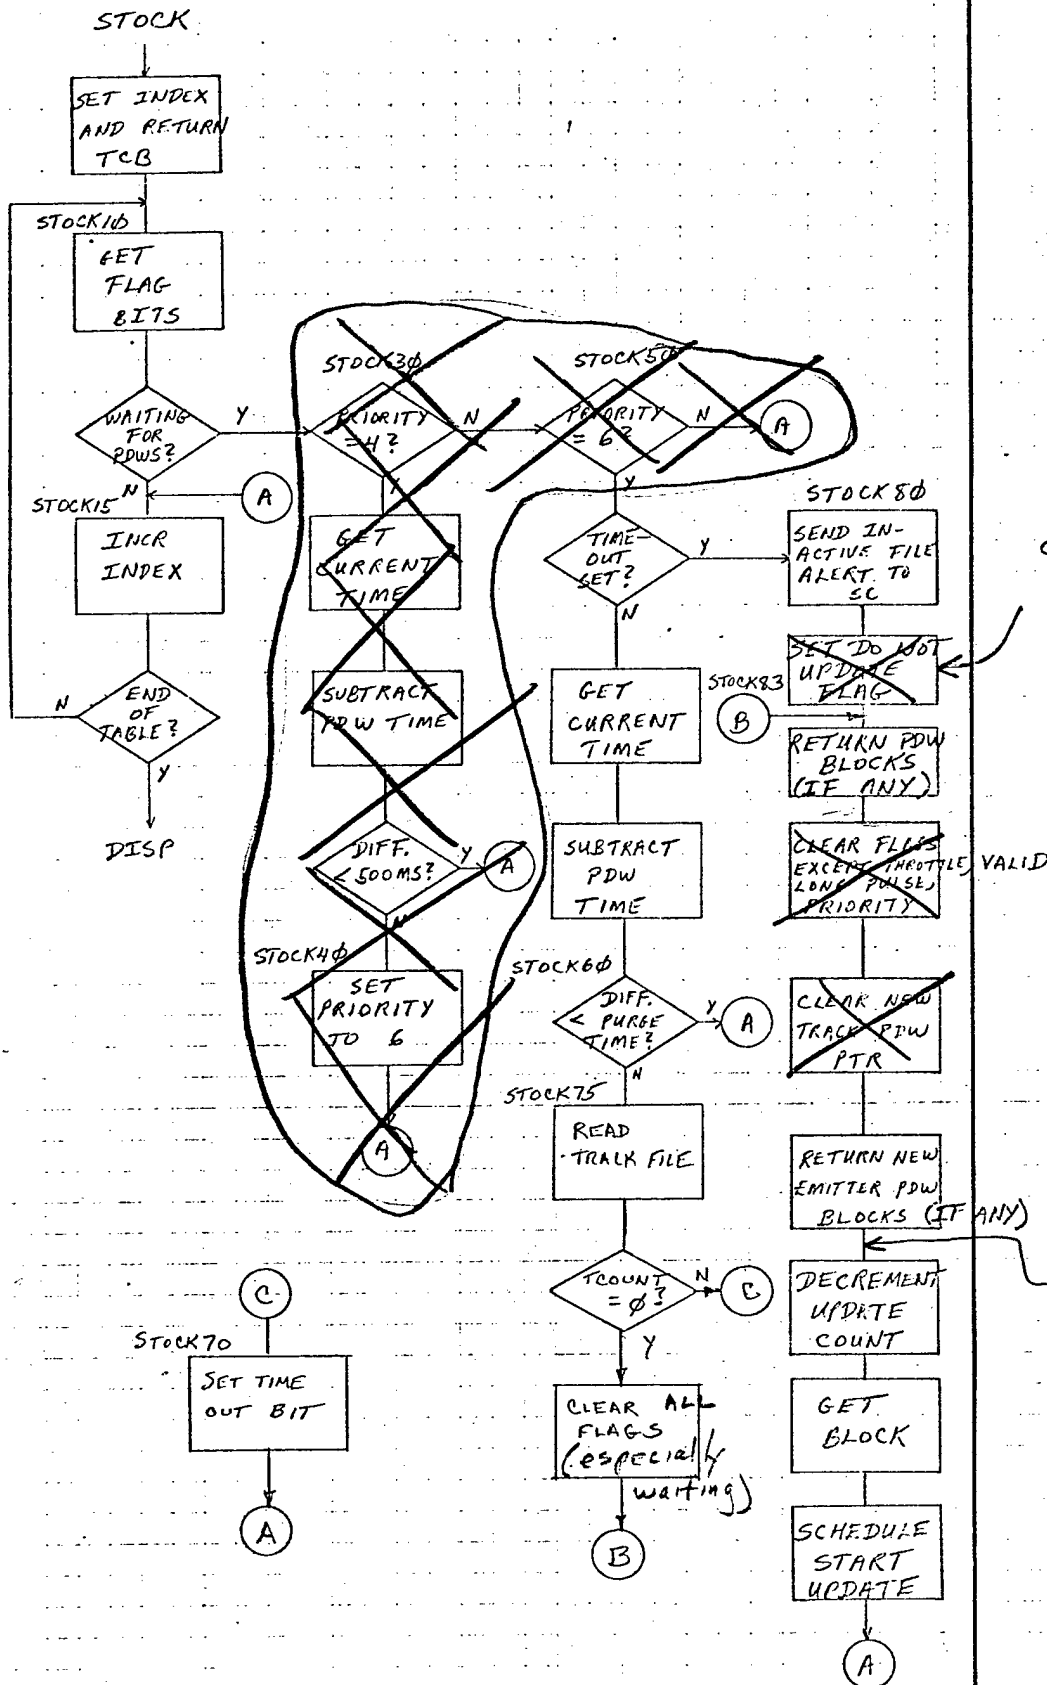 STOCK
SET INDEX
AND RETURN
TCB
STOCK10
GET
FLAG
BITS
WAITING
FOR
PDWS?
Y
N
STOCK15
A
INCR
INDEX
END
OF
TABLE?
N
Y
DISP
STOCK30
PRIORITY
=4?
N
Y
GET
CURRENT
TIME
SUBTRACT
PDW TIME
DIFF.
< 500MS?
Y
A
N
STOCK40
SET
PRIORITY
TO 6
A
C
STOCK70
SET TIME
OUT BIT
A
STOCK50
PRIORITY
= 6?
N
A
Y
TIME-
OUT
SET?
Y
N
GET
CURRENT
TIME
SUBTRACT
PDW
TIME
STOCK60
DIFF.
< PURGE
TIME?
Y
A
N
STOCK75
READ
TRACK FILE
TCOUNT
= 0?
N
C
Y
CLEAR ALL
FLAGS
(especially
waiting)
B
STOCK80
SEND IN-
ACTIVE FILE
ALERT TO
SC
SET DO NOT
UPDATE
FLAG
STOCK83
B
RETURN PDW
BLOCKS
(IF ANY)
CLEAR FLGS
EXCEPT THROTTLE, VALID
LONG PULSE,
PRIORITY
CLEAR NEW
TRACK PDW
PTR
RETURN NEW
EMITTER PDW
BLOCKS (IF ANY)
DECREMENT
UPDATE
COUNT
GET
BLOCK
SCHEDULE
START
UPDATE
A